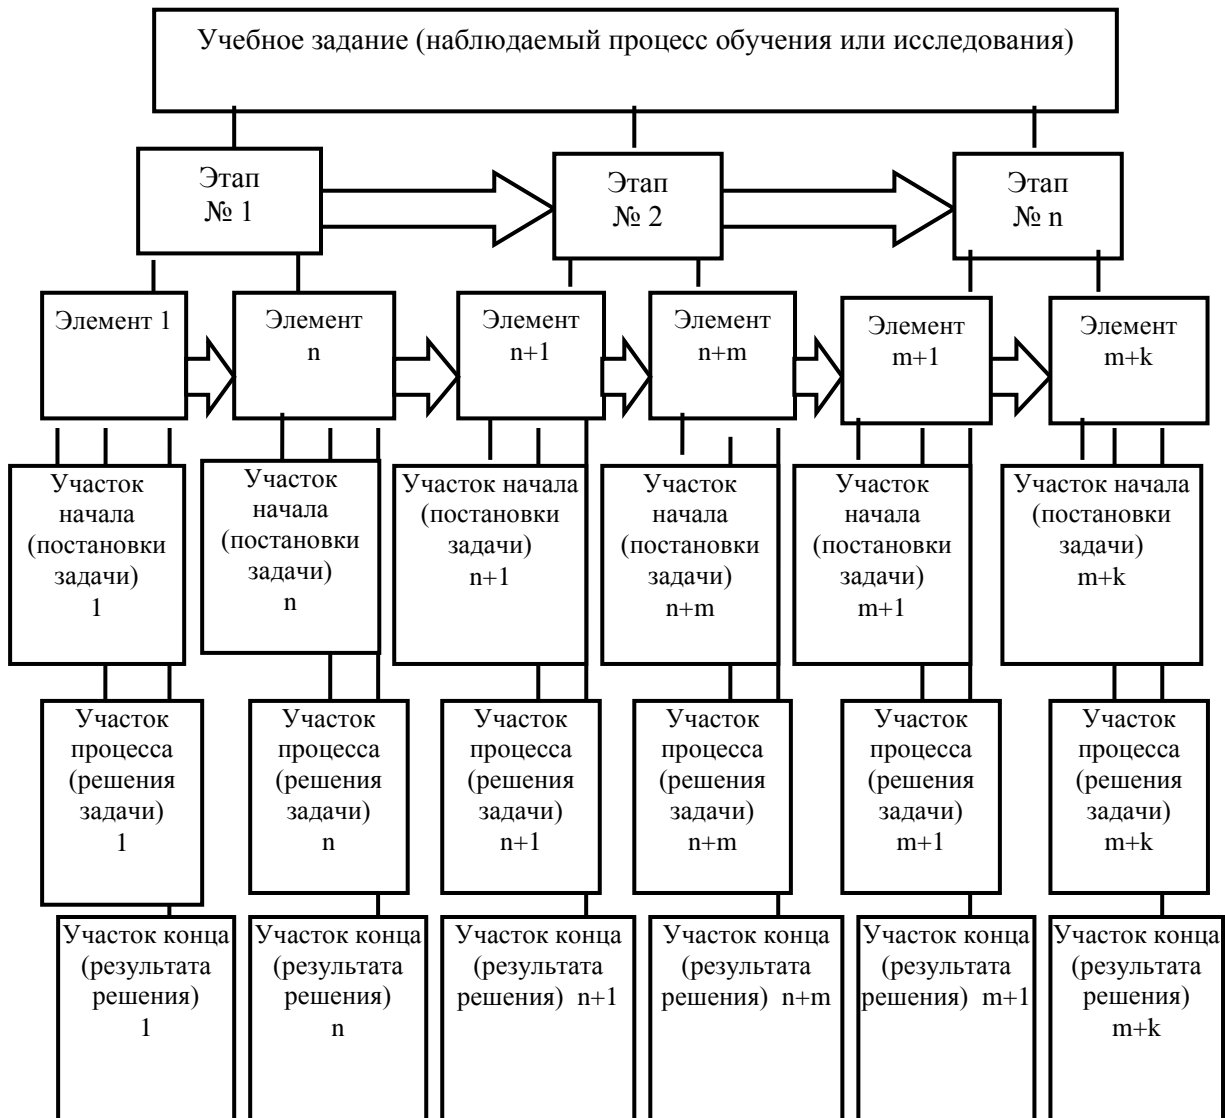 Учебное задание (наблюдаемый процесс обучения или исследования)
Этап
№ 1
Этап
№ 2
Этап
№ n
Элемент 1
Элемент
n
Элемент
n+1
Элемент
n+m
Элемент
m+1
Элемент
m+k
Участок
начала
(постановки
задачи)
1
Участок
начала
(постановки
задачи)
n
Участок начала
(постановки
задачи)
n+1
Участок
начала
(постановки
задачи)
n+m
Участок
начала
(постановки
задачи)
m+1
Участок начала
(постановки
задачи)
m+k
Участок
процесса
(решения
задачи)
1
Участок
процесса
(решения
задачи)
n
Участок
процесса
(решения
задачи)
n+1
Участок
процесса
(решения
задачи)
n+m
Участок
процесса
(решения
задачи)
m+1
Участок
процесса
(решения
задачи)
m+k
Участок конца
(результата
решения)
1
Участок конца
(результата
решения)
n
Участок конца
(результата
решения) n+1
Участок конца
(результата
решения) n+m
Участок конца
(результата
решения) m+1
Участок конца
(результата
решения)
m+k